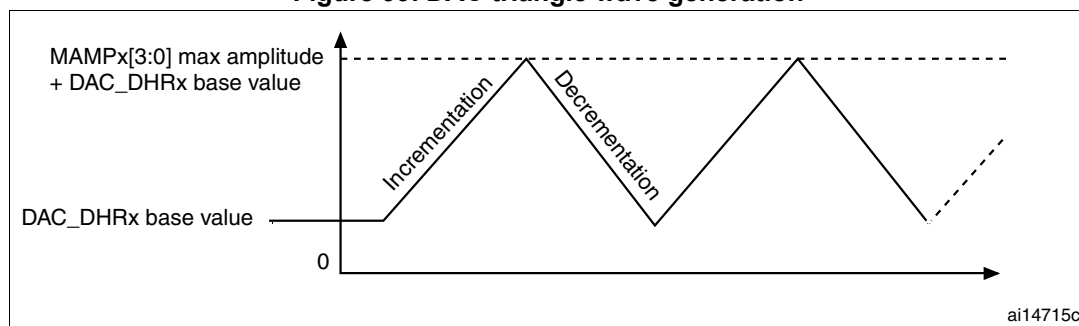 MAMPx[3:0] max amplitude
+ DAC_DHRx base value
Incrementation
Decrementation
DAC_DHRx base value
0
ai14715c